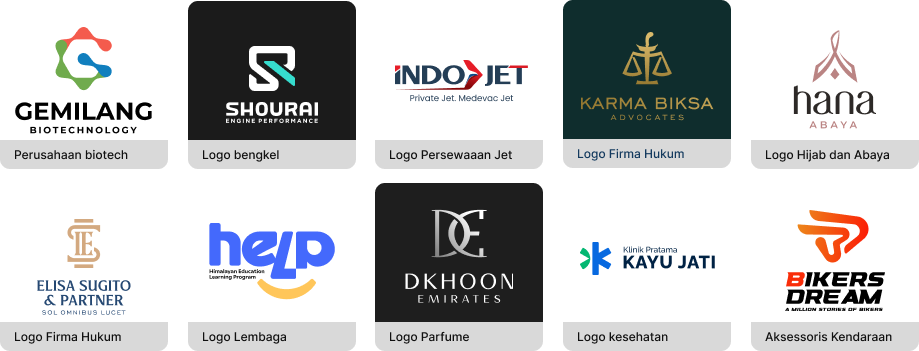 GEMILANG
BIOTECHNOLOGY
Perusahaan biotech
SHOURAI
ENGINE PERFORMANCE
Logo bengkel
INDO JET
Private Jet. Medevac Jet
Logo Persewaaan Jet
KARMA BIKSA
ADVOCATES
Logo Firma Hukum
hana
ABAYA
Logo Hijab dan Abaya
ELISA SUGITO
& PARTNER
SOL OMNIBUS LUCET
Logo Firma Hukum
help
Himalayan Education
Learning Program
Logo Lembaga
DKHOON
EMIRATES
Logo Parfume
Klinik Pratama
KAYU JATI
Logo kesehatan
BIKERS
DREAM
A MILLION STORIES OF BIKERS
Aksessoris Kendaraan